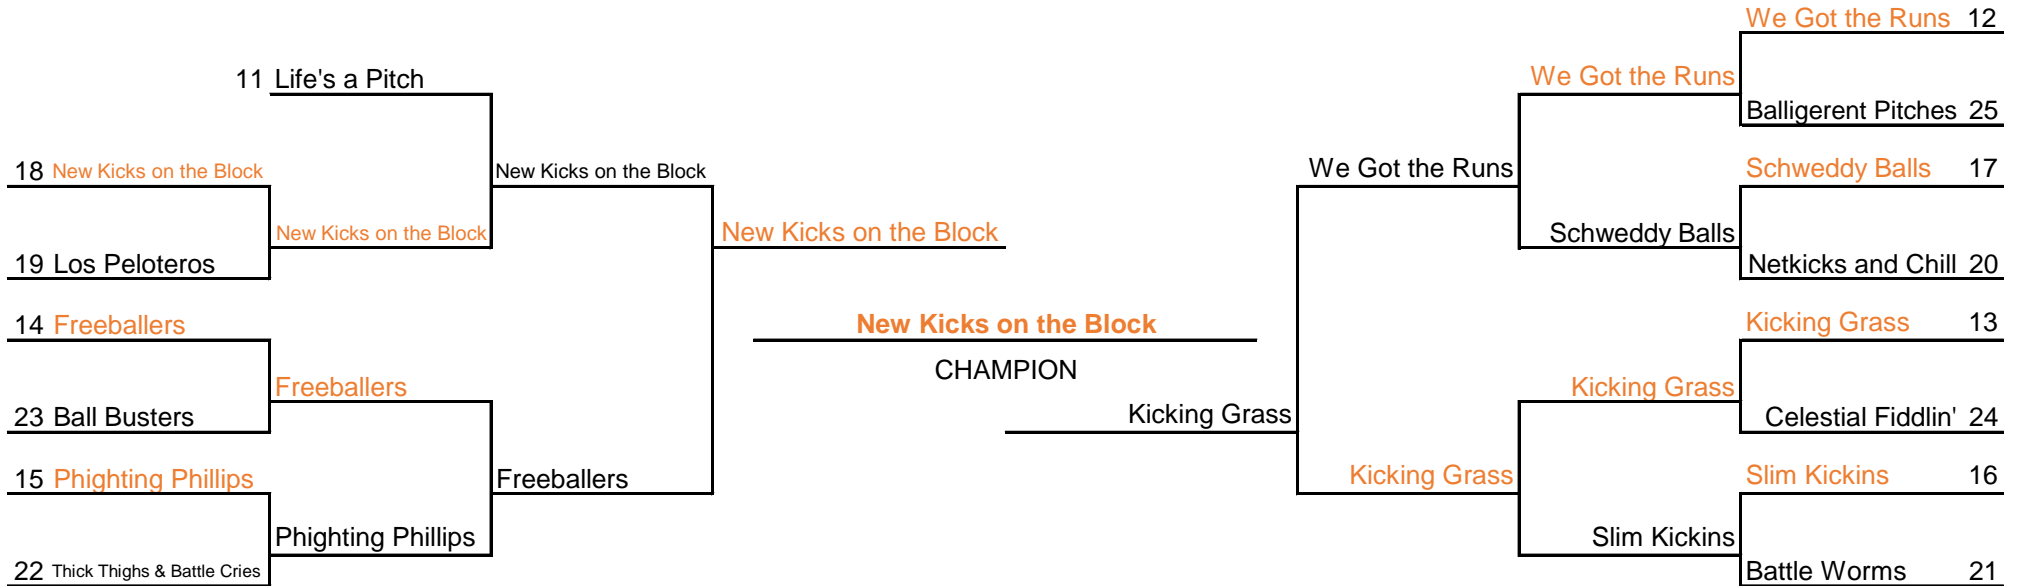 We Got the Runs 12
11 Life's a Pitch
We Got the Runs
Balligerent Pitches 25
18 New Kicks on the Block
New Kicks on the Block
We Got the Runs
Schweddy Balls 17
New Kicks on the Block
New Kicks on the Block
Schweddy Balls
19 Los Peloteros
Netkicks and Chill 20
14 Freeballers
New Kicks on the Block
Kicking Grass 13
CHAMPION
Freeballers
Kicking Grass
23 Ball Busters
Kicking Grass
Celestial Fiddlin' 24
15 Phighting Phillips
Freeballers
Kicking Grass
Slim Kickins 16
Phighting Phillips
Slim Kickins
22 Thick Thighs & Battle Cries
Battle Worms 21